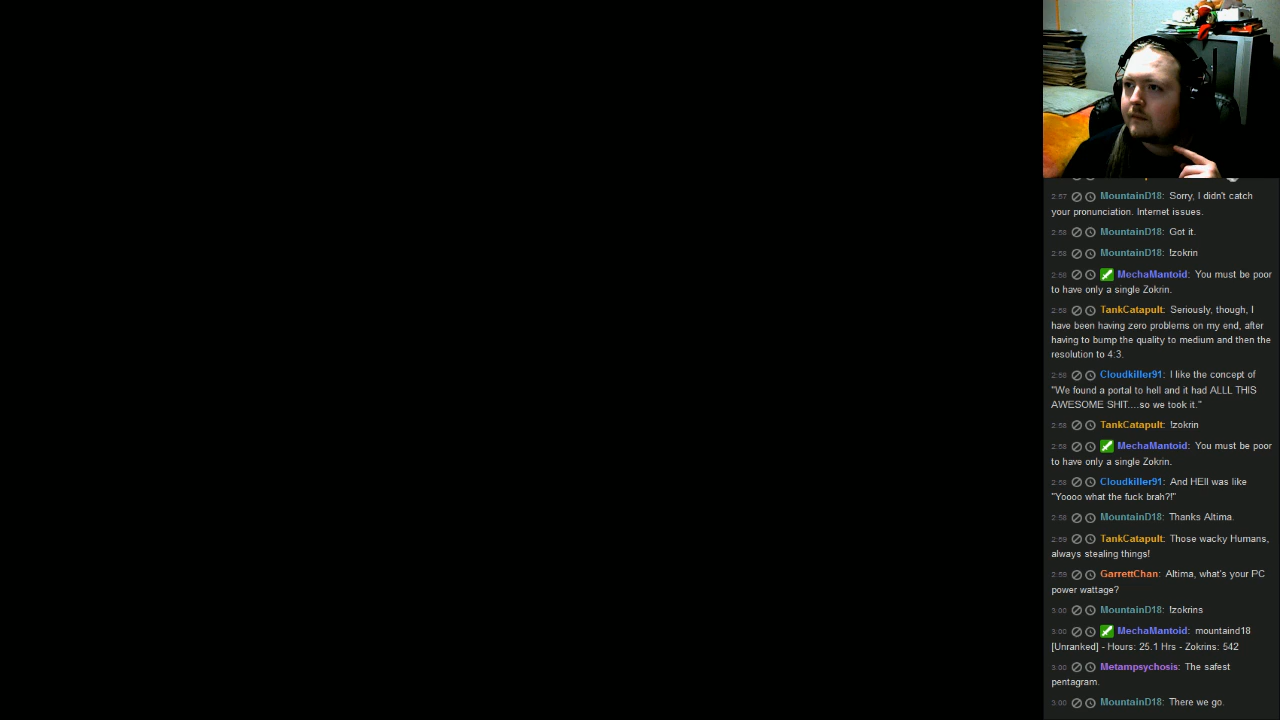 2:57 MountainD18: Sorry, I didn't catch
your pronunciation. Internet issues.
2:58 MountainD18: Got it.
2:58 MountainD18: !zokrin
2:58 MechaMantoid: You must be poor
to have only a single Zokrin.
2:58 TankCatapult: Seriously, though, I
have been having zero problems on my end, after
having to bump the quality to medium and then the
resolution to 4:3.
2:58 Cloudkiller91: I like the concept of
"We found a portal to hell and it had ALLL THIS
AWESOME SHIT....so we took it."
2:58 TankCatapult: !zokrin
2:58 MechaMantoid: You must be poor
to have only a single Zokrin.
2:58 Cloudkiller91: And HEll was like
"Yoooo what the fuck brah?!"
2:58 MountainD18: Thanks Altima.
2:59 TankCatapult: Those wacky Humans,
always stealing things!
2:59 GarrettChan: Altima, what's your PC
power wattage?
3:00 MountainD18: !zokrins
3:00 MechaMantoid: mountaind18
[Unranked] - Hours: 25.1 Hrs - Zokrins: 542
3:00 Metampsychosis: The safest
pentagram.
3:00 MountainD18: There we go.